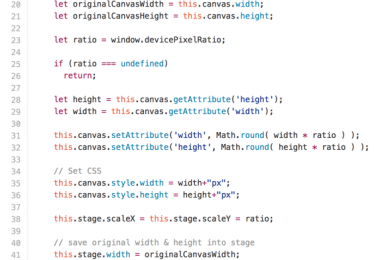 20 let originalCanvasWidth = this.canvas.width;
21 let originalCanvasHeight = this.canvas.height;
22
23 let ratio = window.devicePixelRatio;
24
25 if (ratio === undefined)
26 return;
27
28 let height = this.canvas.getAttribute('height');
29 let width = this.canvas.getAttribute('width');
30
31 this.canvas.setAttribute('width', Math.round( width * ratio ) );
32 this.canvas.setAttribute('height', Math.round( height * ratio ) );
33
34 // Set CSS
35 this.canvas.style.width = width+"px";
36 this.canvas.style.height = height+"px";
37
38 this.stage.scaleX = this.stage.scaleY = ratio;
39
40 // save original width & height into stage
41 this.stage.width = originalCanvasWidth;